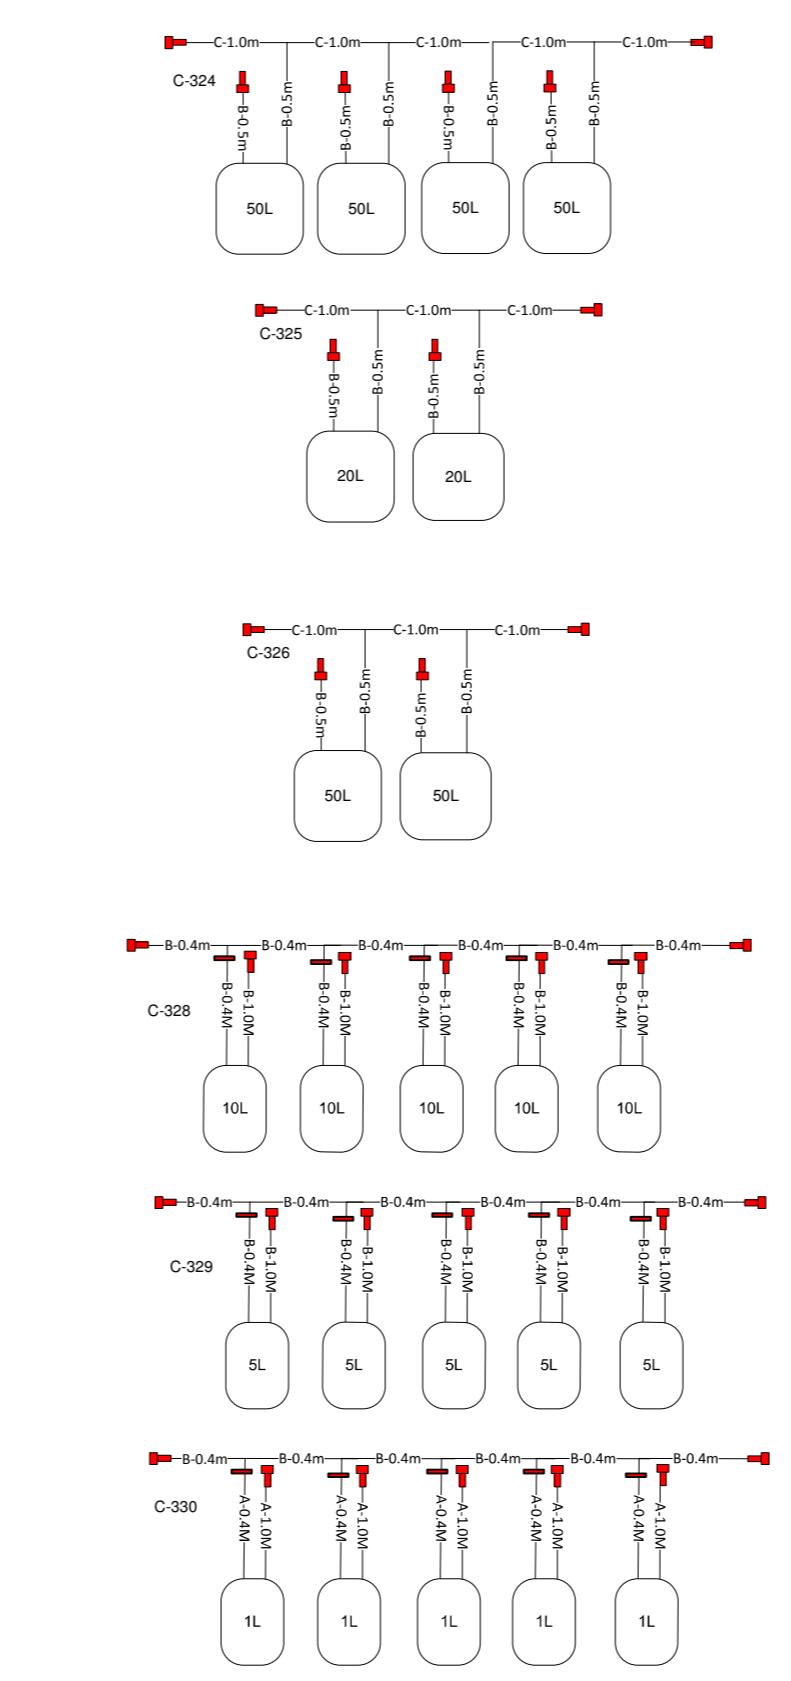 C-1.0m C-1.0m C-1.0m C-1.0m C-1.0m
C-324
B-0.5m B-0.5m B-0.5m B-0.5m B-0.5m B-0.5m B-0.5m B-0.5m
50L 50L 50L 50L
C-1.0m C-1.0m C-1.0m
C-325
B-0.5m B-0.5m B-0.5m B-0.5m
20L 20L
C-1.0m C-1.0m C-1.0m
C-326
B-0.5m B-0.5m B-0.5m B-0.5m
50L 50L
B-0.4m B-0.4m B-0.4m B-0.4m B-0.4m B-0.4m
C-328
B-0.4M B-1.0M B-0.4M B-1.0M B-0.4M B-1.0M B-0.4M B-1.0M B-0.4M B-1.0M
10L 10L 10L 10L 10L
B-0.4m B-0.4m B-0.4m B-0.4m B-0.4m B-0.4m
C-329
B-0.4M B-1.0M B-0.4M B-1.0M B-0.4M B-1.0M B-0.4M B-1.0M B-0.4M B-1.0M
5L 5L 5L 5L 5L
B-0.4m B-0.4m B-0.4m B-0.4m B-0.4m B-0.4m
C-330
A-0.4M A-1.0M A-0.4M A-1.0M A-0.4M A-1.0M A-0.4M A-1.0M A-0.4M A-1.0M
1L 1L 1L 1L 1L